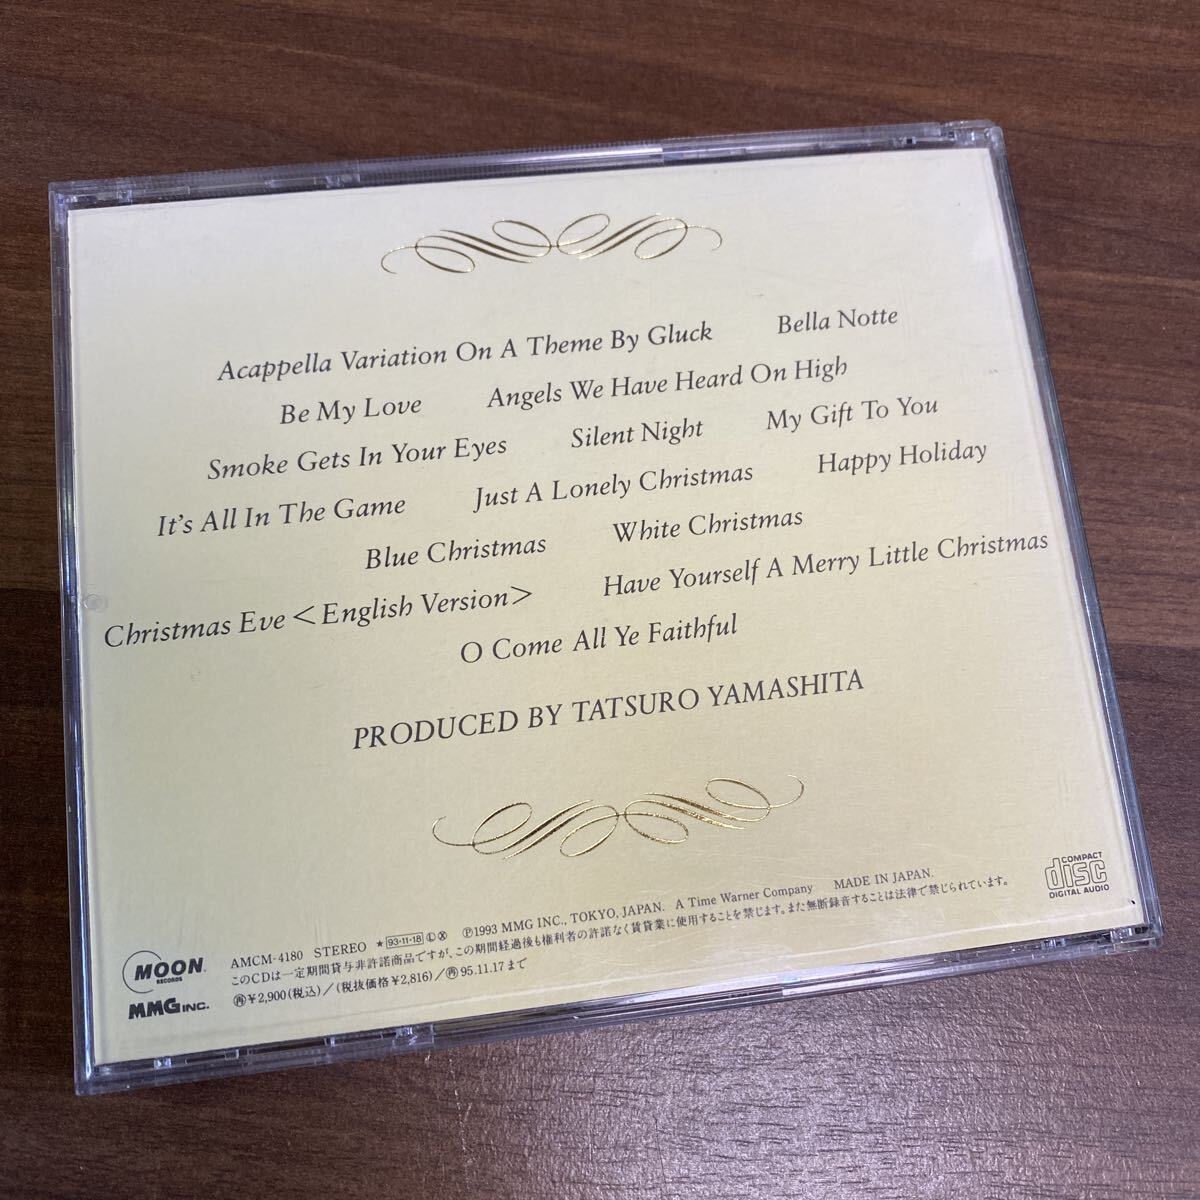 Acappella Variation On A Theme By Gluck Bella Notte
Be My Love Angels We Have Heard On High
Smoke Gets In Your Eyes Silent Night My Gift To You
It's All In The Game Just A Lonely Christmas Happy Holiday
Blue Christmas White Christmas
Christmas Eve <English Version> Have Yourself A Merry Little Christmas
O Come All Ye Faithful
PRODUCED BY TATSURO YAMASHITA
COMPACT
disc
DIGITAL AUDIO
MOON
RECORDS
MMG INC.
AMCM-4180 STEREO ★ 93·11·18 Ⓛ Ⓧ ℗1993 MMG INC., TOKYO, JAPAN. A Time Warner Company MADE IN JAPAN.
このCDは一定期間貸与非許諾商品ですが、この期間経過後も権利者の許諾なく賃貸業に使用することを禁じます。また無断録音することは法律で禁じられています。
㊢¥2,900(税込)/(税抜価格¥2,816)/㊢95.11.17まで